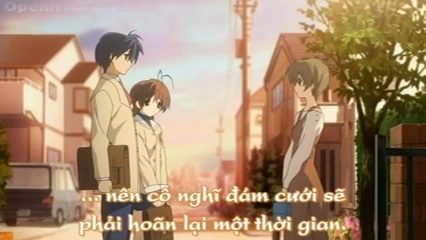 ... nên cô nghĩ đám cưới sẽ
phải hoãn lại một thời gian.